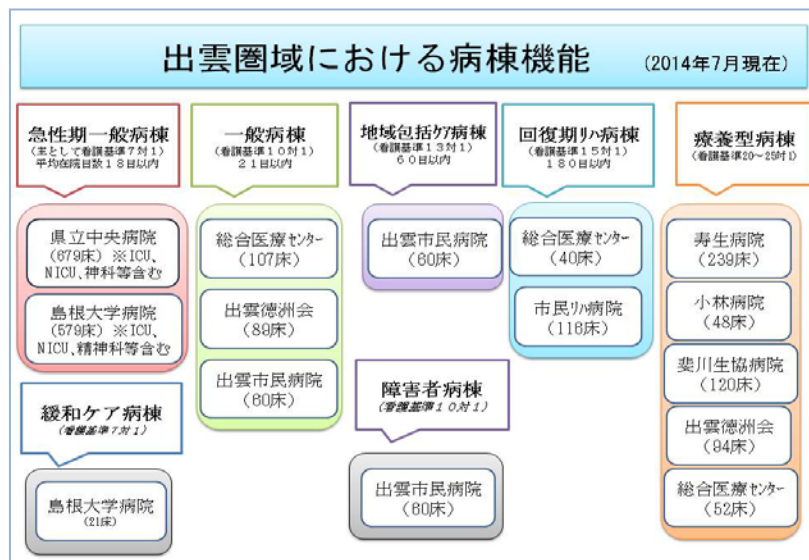 出雲圏域における病棟機能 (2014年7月現在)
急性期一般病棟
(主として看護基準7対1)
平均在院日数18日以内
県立中央病院
(679床) ※ICU、
NICU、神科等含む
島根大学病院
(579床) ※ICU、
NICU、精神科等含む
緩和ケア病棟
(看護基準7対1)
島根大学病院
(21床)
一般病棟
(看護基準10対1)
21日以内
総合医療センター
(107床)
出雲徳洲会
(89床)
出雲市民病院
(60床)
地域包括ケア病棟
(看護基準13対1)
60日以内
出雲市民病院
(60床)
障害者病棟
(看護基準10対1)
出雲市民病院
(60床)
回復期リハ病棟
(看護基準15対1)
180日以内
総合医療センター
(40床)
市民リハ病院
(116床)
療養型病棟
(看護基準20~25対1)
寿生病院
(239床)
小林病院
(48床)
斐川生協病院
(120床)
出雲徳洲会
(94床)
総合医療センター
(52床)